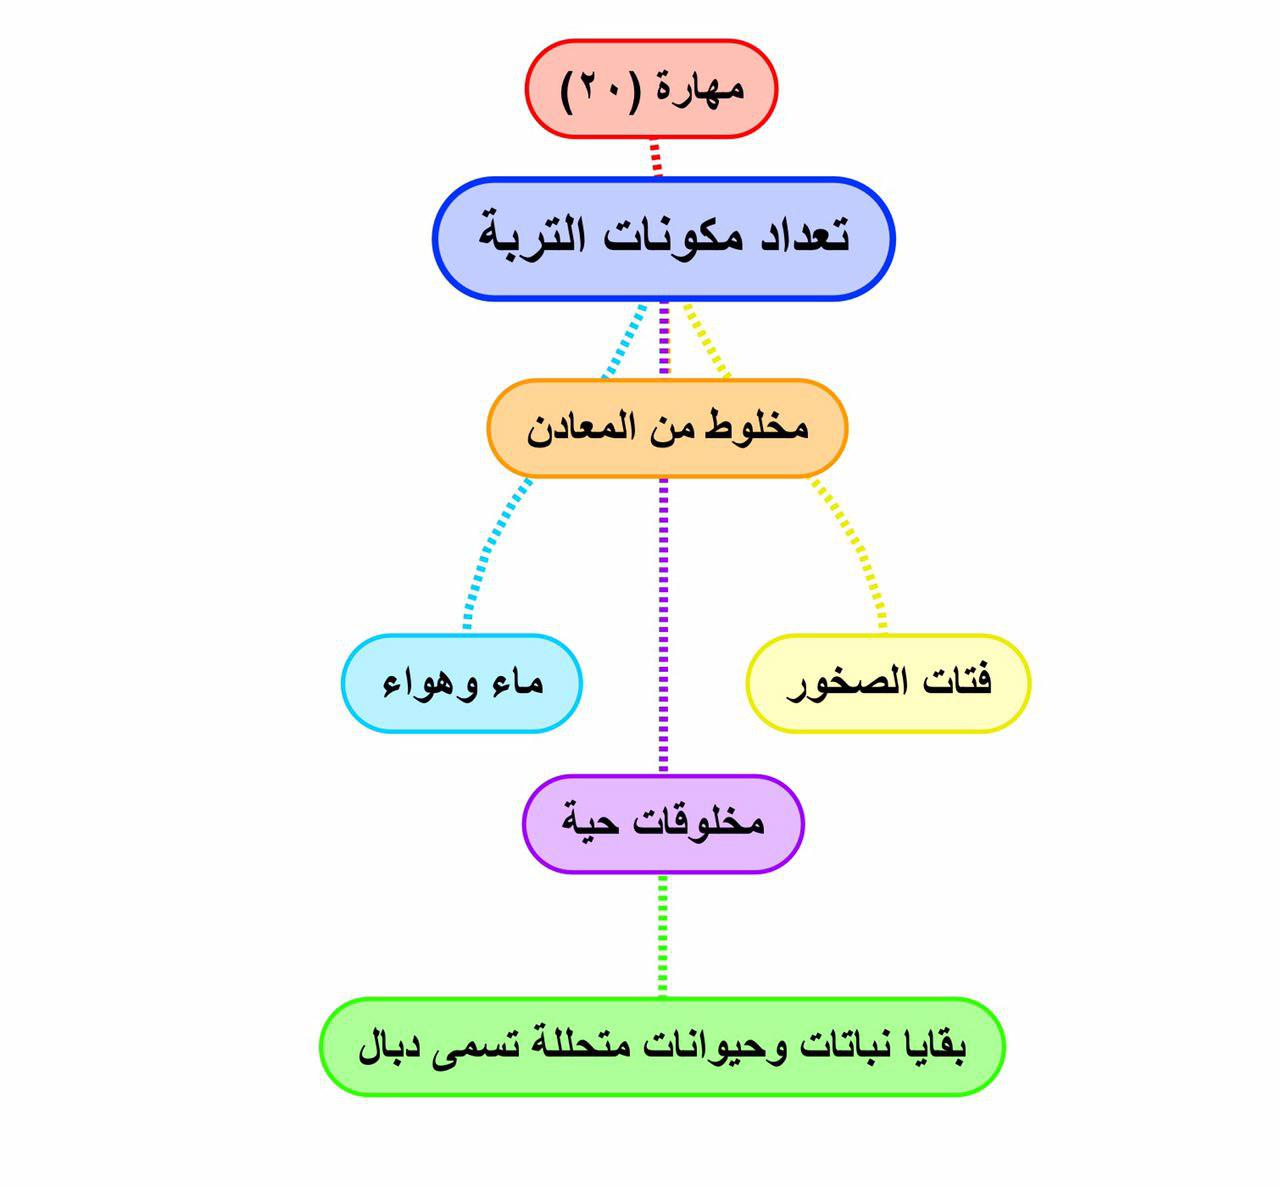 مهارة (٢٠)
تعداد مكونات التربة
مخلوط من المعادن
فتات الصخور
ماء وهواء
مخلوقات حية
بقايا نباتات وحيوانات متحللة تسمى دبال